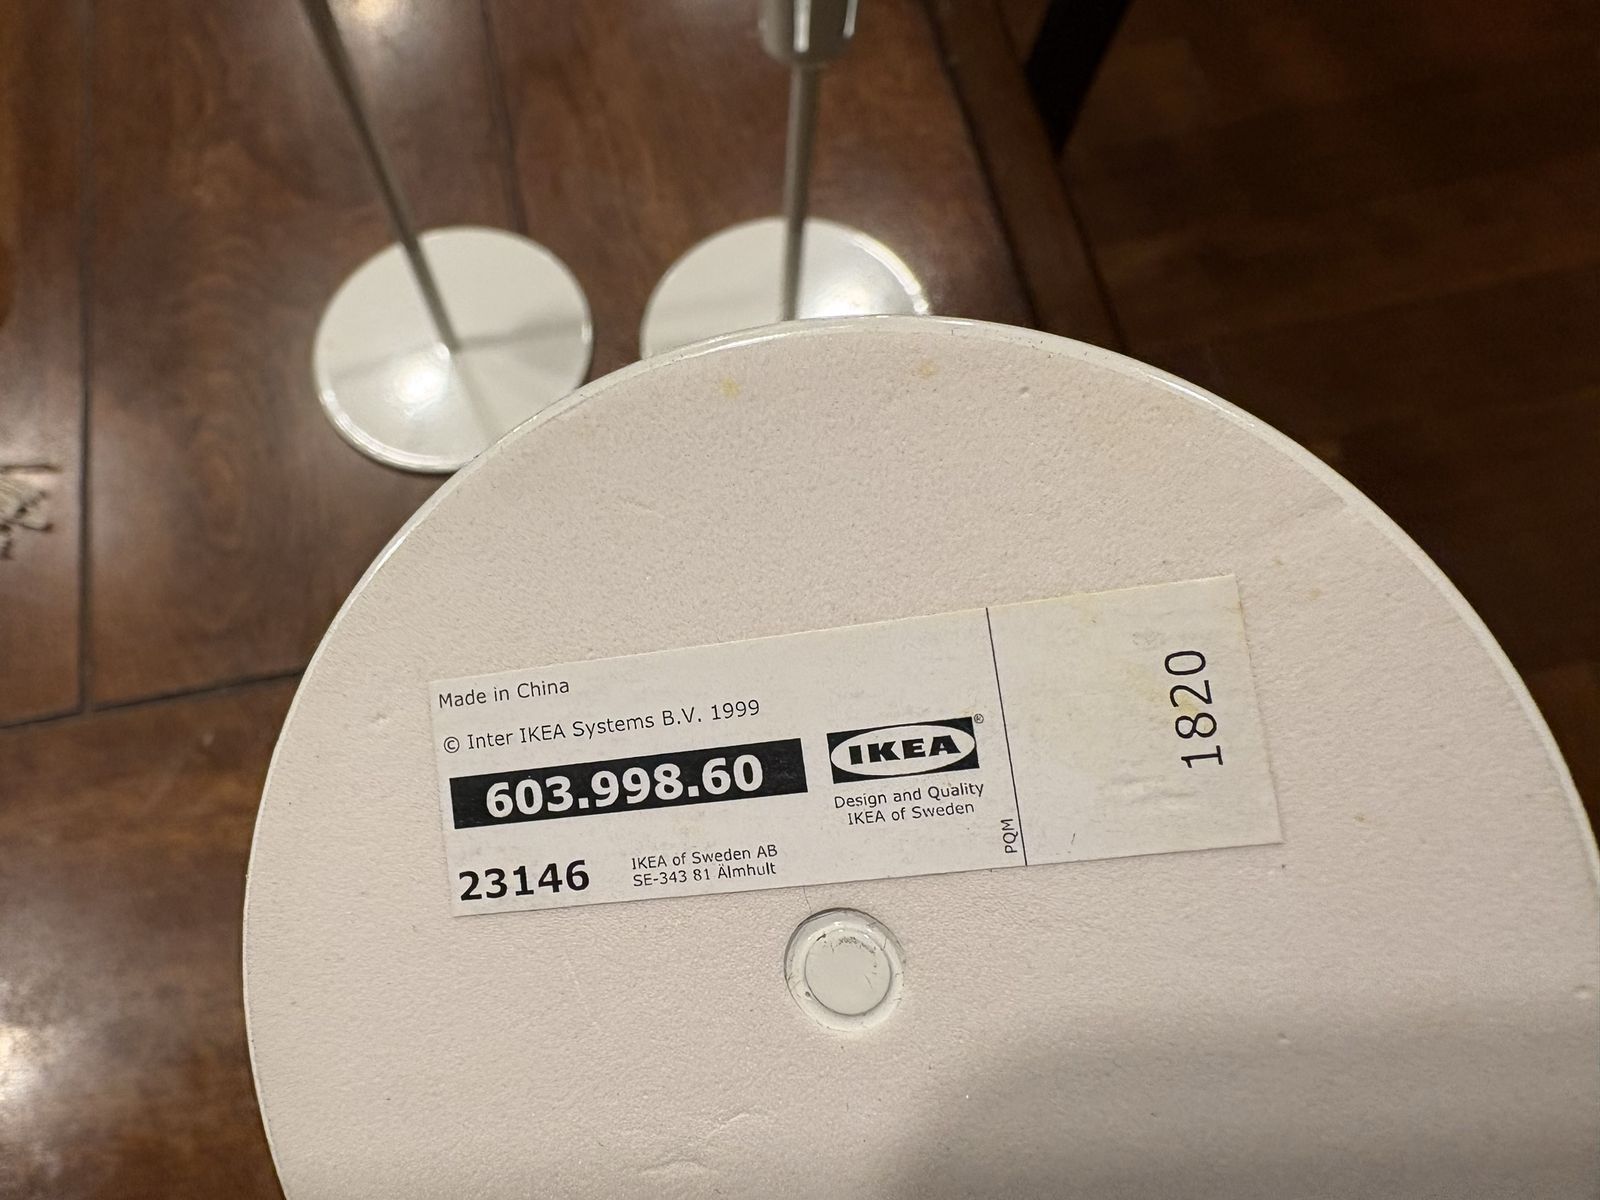 Made in China
© Inter IKEA Systems B.V. 1999
603.998.60
IKEA®
Design and Quality
IKEA of Sweden
23146
IKEA of Sweden AB
SE-343 81 Älmhult
PQM
1820